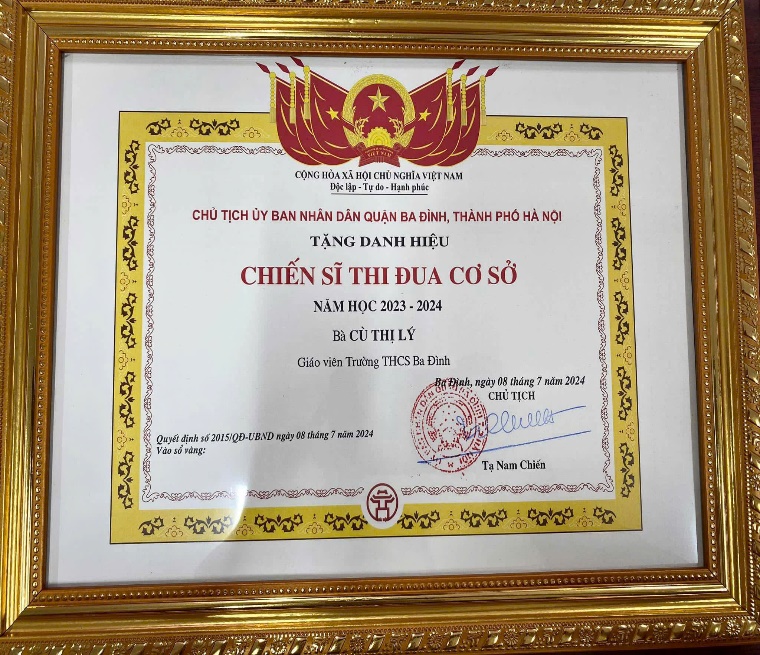 VIỆT NAM
CỘNG HÒA XÃ HỘI CHỦ NGHĨA VIỆT NAM
Độc lập - Tự do - Hạnh phúc
CHỦ TỊCH ỦY BAN NHÂN DÂN QUẬN BA ĐÌNH, THÀNH PHỐ HÀ NỘI
TẶNG DANH HIỆU
CHIẾN SĨ THI ĐUA CƠ SỞ
NĂM HỌC 2023 - 2024
Bà CÙ THỊ LÝ
Giáo viên Trường THCS Ba Đình
Ba Đình, ngày 08 tháng 7 năm 2024
CHỦ TỊCH
Quyết định số 2015/QĐ-UBND ngày 08 tháng 7 năm 2024
Vào sổ vàng:
Tạ Nam Chiến